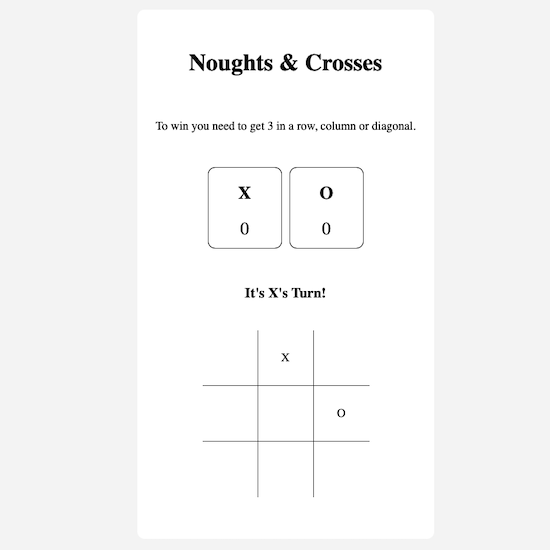 Noughts & Crosses
To win you need to get 3 in a row, column or diagonal.
X O
0 0
It's X's Turn!
X
O